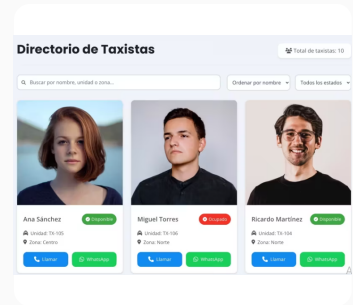 Directorio de Taxistas
Total de taxistas: 10
Buscar por nombre, unidad o zona...
Ordenar por nombre
Todos los estados
Ana Sánchez
Disponible
Unidad: TX-105
Zona: Centro
Llamar
WhatsApp
Miguel Torres
Ocupado
Unidad: TX-106
Zona: Norte
Llamar
WhatsApp
Ricardo Martínez
Disponible
Unidad: TX-104
Zona: Norte
Llamar
WhatsApp